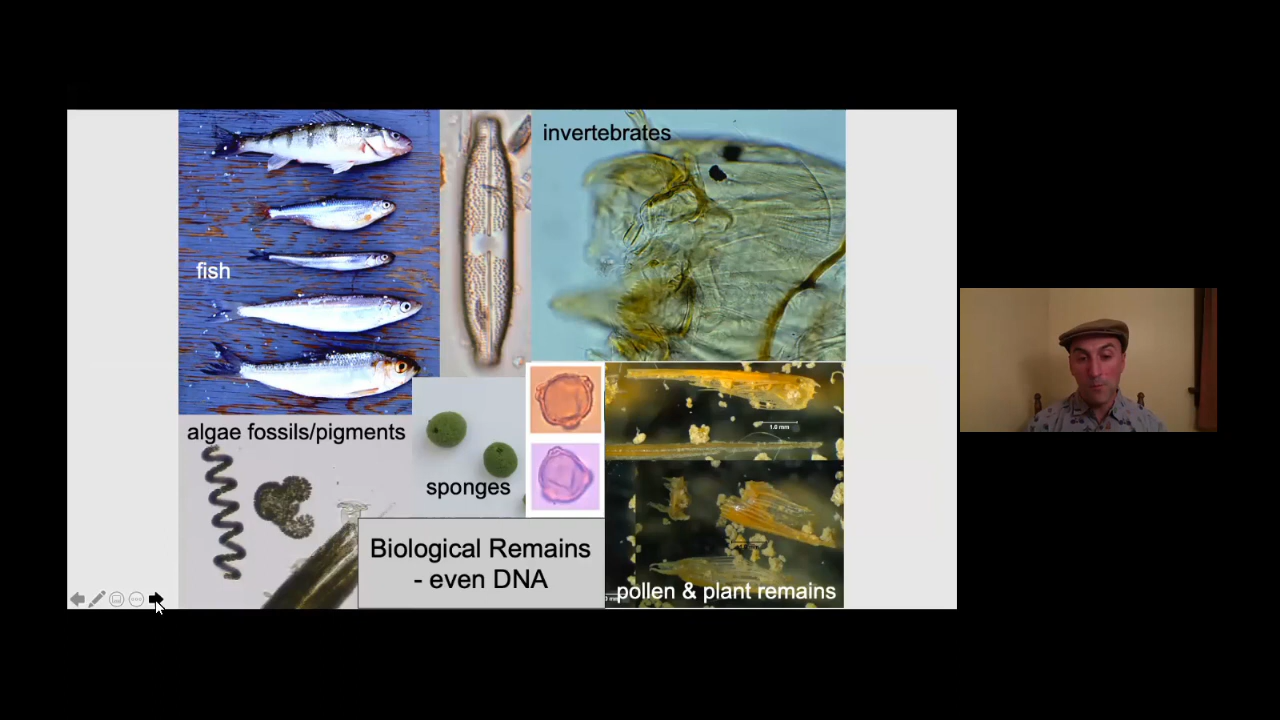 invertebrates
fish
algae fossils/pigments
1.0 mm
sponges
Biological Remains
- even DNA
pollen & plant remains